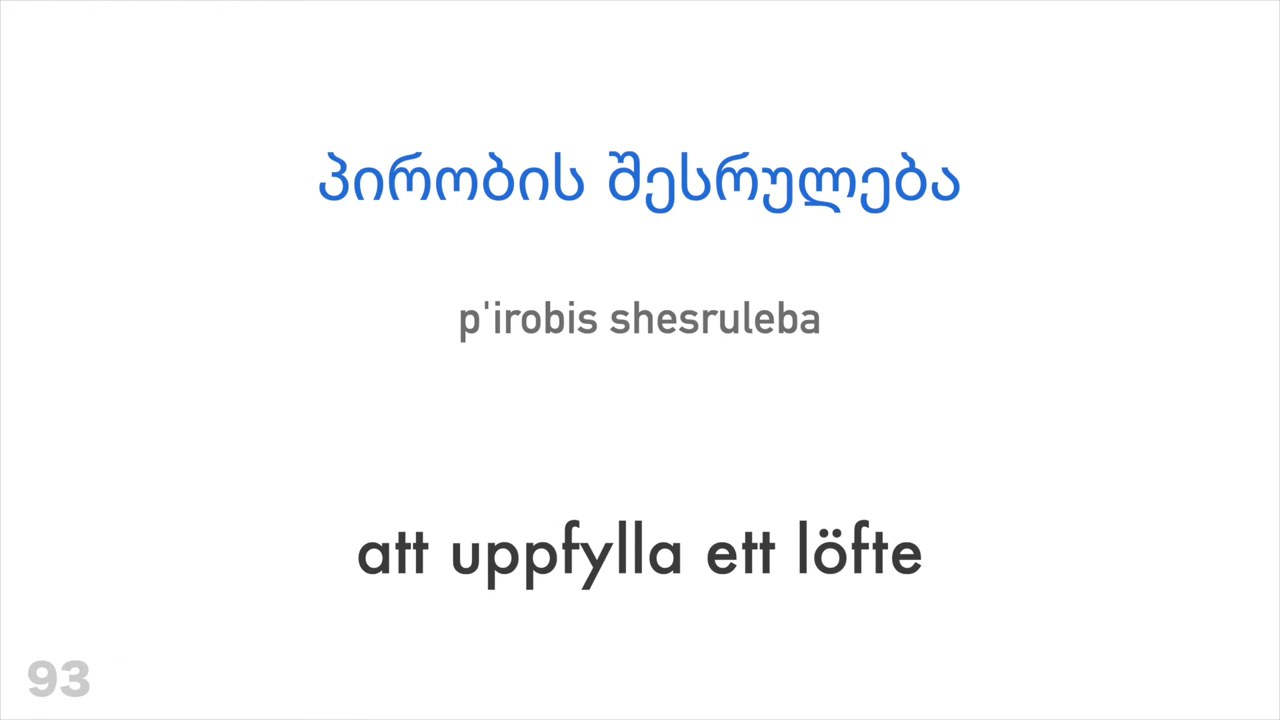 პირობის შესრულება
p'irobis shesruleba
att uppfylla ett löfte
93